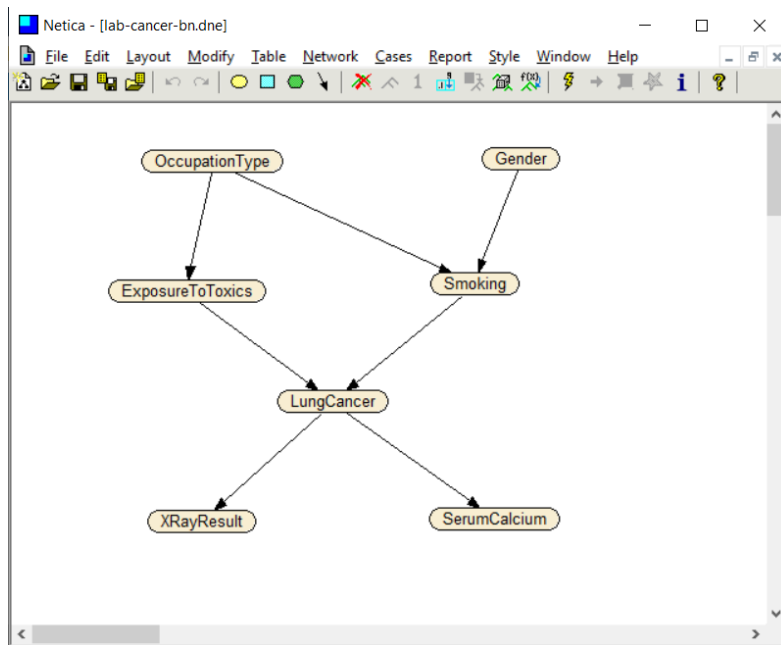 Netica - [lab-cancer-bn.dne]
File Edit Layout Modify Table Network Cases Report Style Window Help
1 f(x) i ?
OccupationType Gender
ExposureToToxics Smoking
LungCancer
XRayResult SerumCalcium